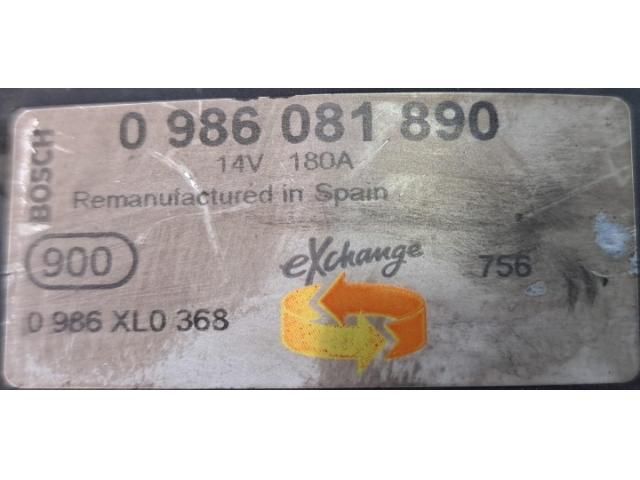 BOSCH
0 986 081 890
14V 180A
Remanufactured in Spain
900
eXchange
756
0 986 XL0 368